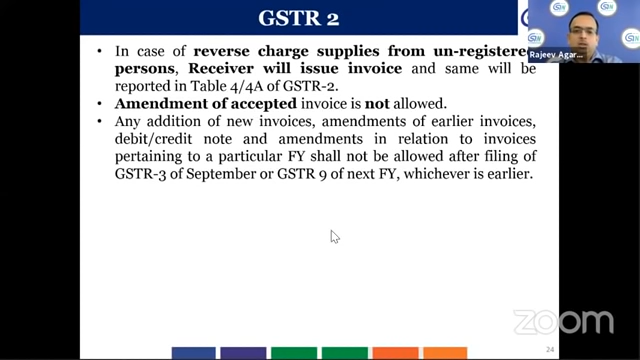 GSTR 2
• In case of reverse charge supplies from un-registere
persons, Receiver will issue invoice and same will be
reported in Table 4/4A of GSTR-2.
• Amendment of accepted invoice is not allowed.
• Any addition of new invoices, amendments of earlier invoices,
debit/credit note and amendments in relation to invoices
pertaining to a particular FY shall not be allowed after filing of
GSTR-3 of September or GSTR 9 of next FY, whichever is earlier.
Rajeev Agar...
zoom
24